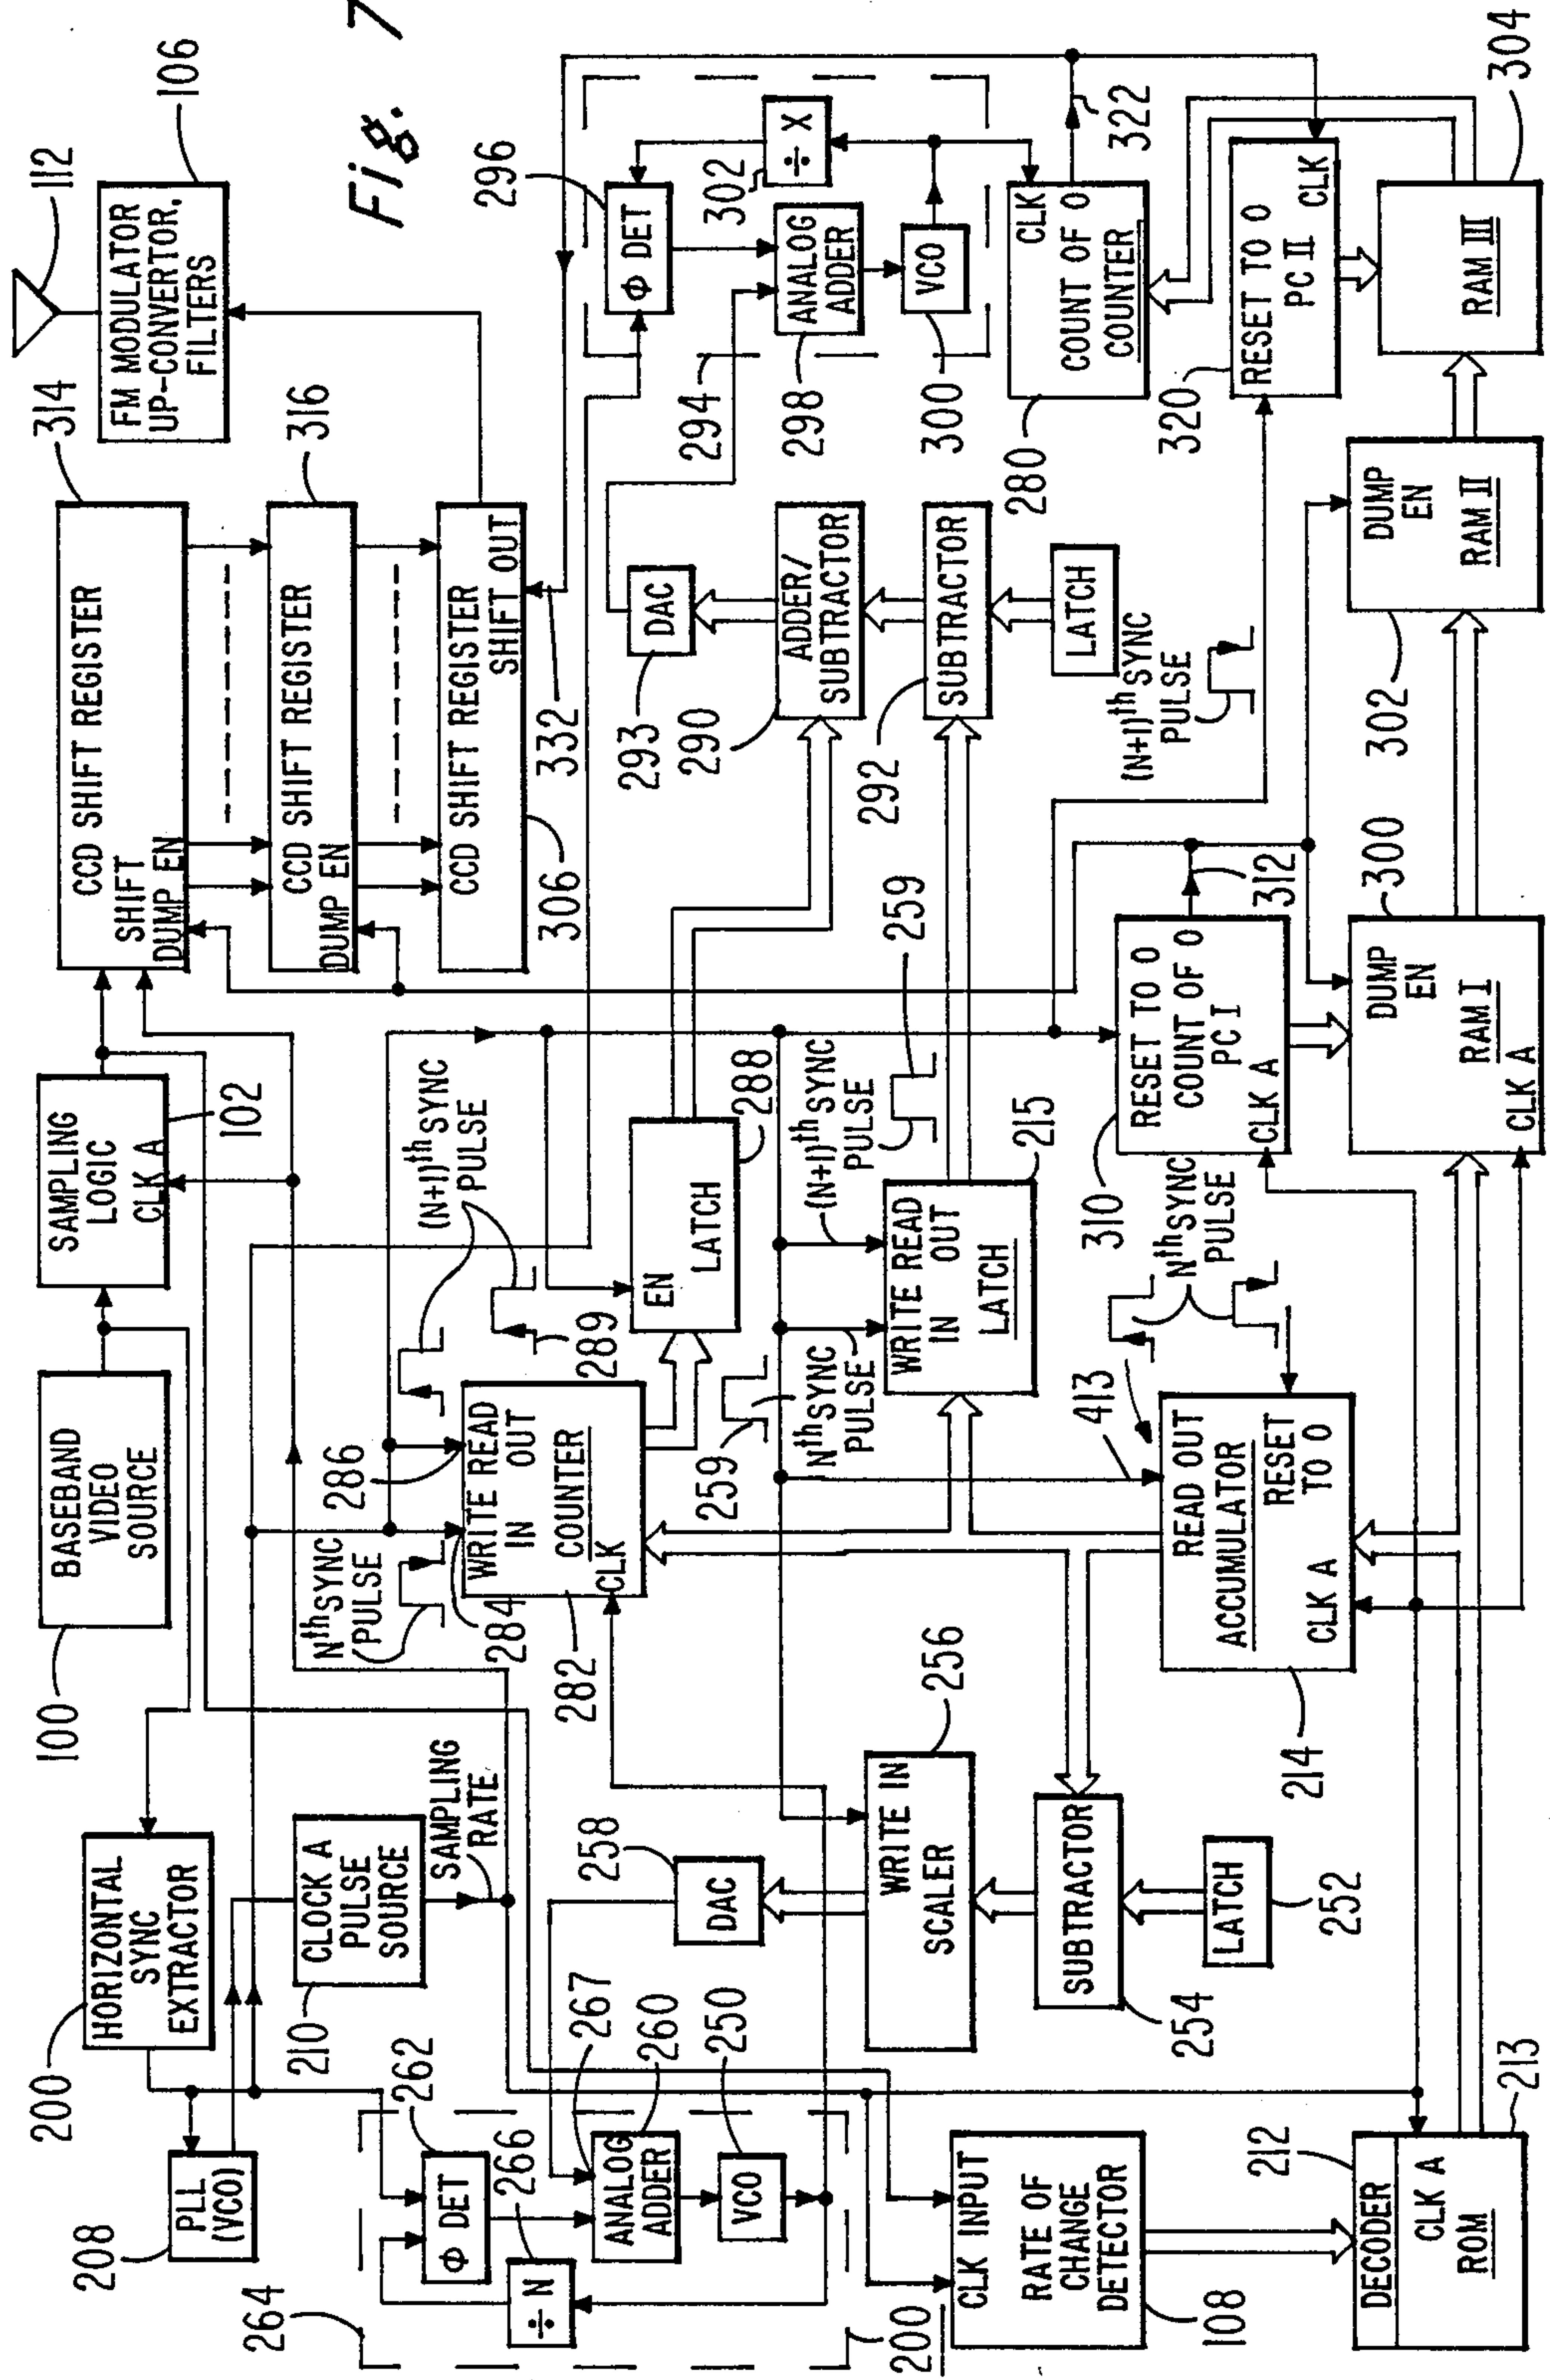 Fig. 7
112
106
FM MODULATOR
UP-CONVERTOR,
FILTERS
314
CCD SHIFT REGISTER
SHIFT
DUMP EN
316
CCD SHIFT REGISTER
DUMP EN
CCD SHIFT REGISTER
SHIFT OUT
306
332
SAMPLING
LOGIC
CLK A
102
BASEBAND
VIDEO
SOURCE
100
HORIZONTAL
SYNC
EXTRACTOR
200
PLL
(VCO)
208
CLOCK A
PULSE
SOURCE
210
SAMPLING
RATE
264
262
Φ DET
266
÷ N
267
ANALOG
ADDER
260
VCO
250
200
DAC
258
WRITE IN
SCALER
256
SUBTRACTOR
254
LATCH
252
CLK INPUT
RATE OF
CHANGE
DETECTOR
108
DECODER
CLK A
ROM
212
213
Nth SYNC
PULSE
284
286
WRITE READ
IN OUT
COUNTER
CLK
282
(N+1)th SYNC
PULSE
289
EN
LATCH
288
259
Nth SYNC
PULSE
(N+1)th SYNC
PULSE
259
WRITE READ
IN OUT
LATCH
215
413
READ OUT
ACCUMULATOR
RESET
TO 0
CLK A
214
Nth SYNC
PULSE
310
RESET TO 0
COUNT OF 0
PC I
CLK A
312
DUMP
EN
RAM I
CLK A
300
DUMP
EN
RAM II
302
RAM III
304
293
DAC
290
ADDER/
SUBTRACTOR
292
SUBTRACTOR
LATCH
(N+1)th SYNC
PULSE
296
Φ DET
302
÷ X
294
298
ANALOG
ADDER
300
VCO
280
CLK
COUNT OF 0
COUNTER
322
320
RESET TO 0
PC II
CLK